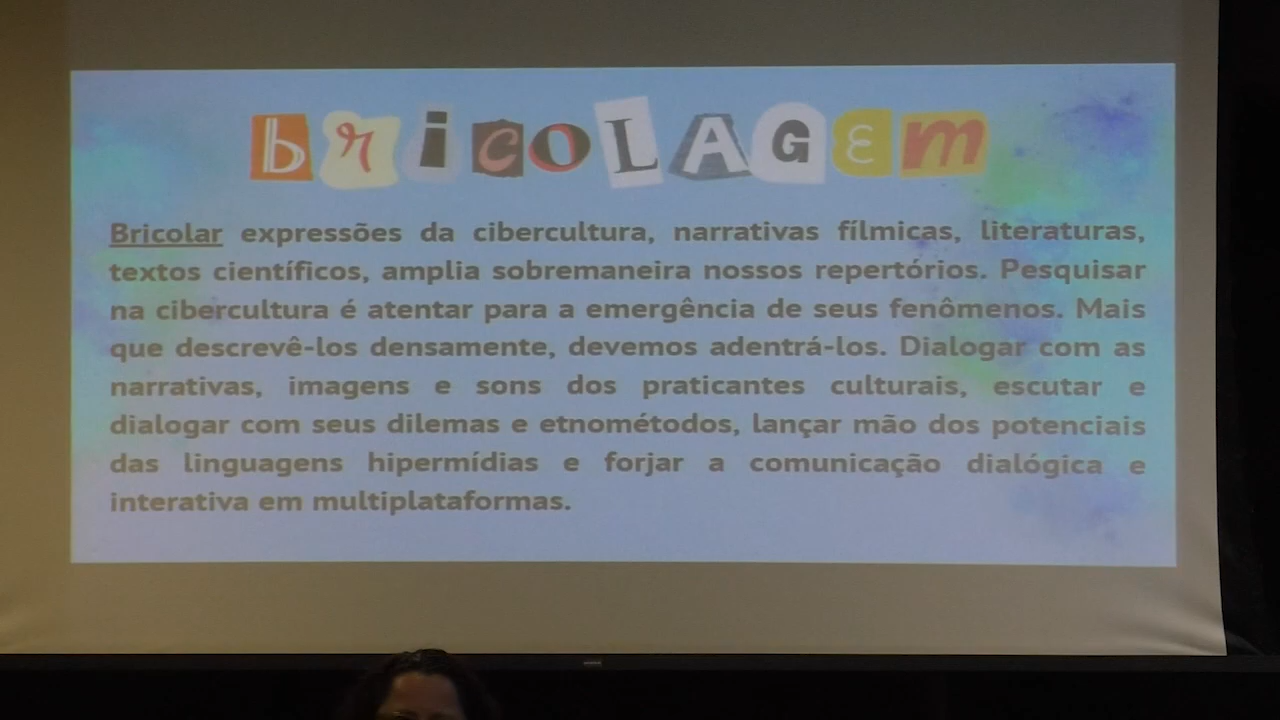 bricOLAGEm
Bricolar expressões da cibercultura, narrativas fílmicas, literaturas,
textos científicos, amplia sobremaneira nossos repertórios. Pesquisar
na cibercultura é atentar para a emergência de seus fenômenos. Mais
que descrevê-los densamente, devemos adentrá-los. Dialogar com as
narrativas, imagens e sons dos praticantes culturais, escutar e
dialogar com seus dilemas e etnométodos, lançar mão dos potenciais
das linguagens hipermídias e forjar a comunicação dialógica e
interativa em multiplataformas.